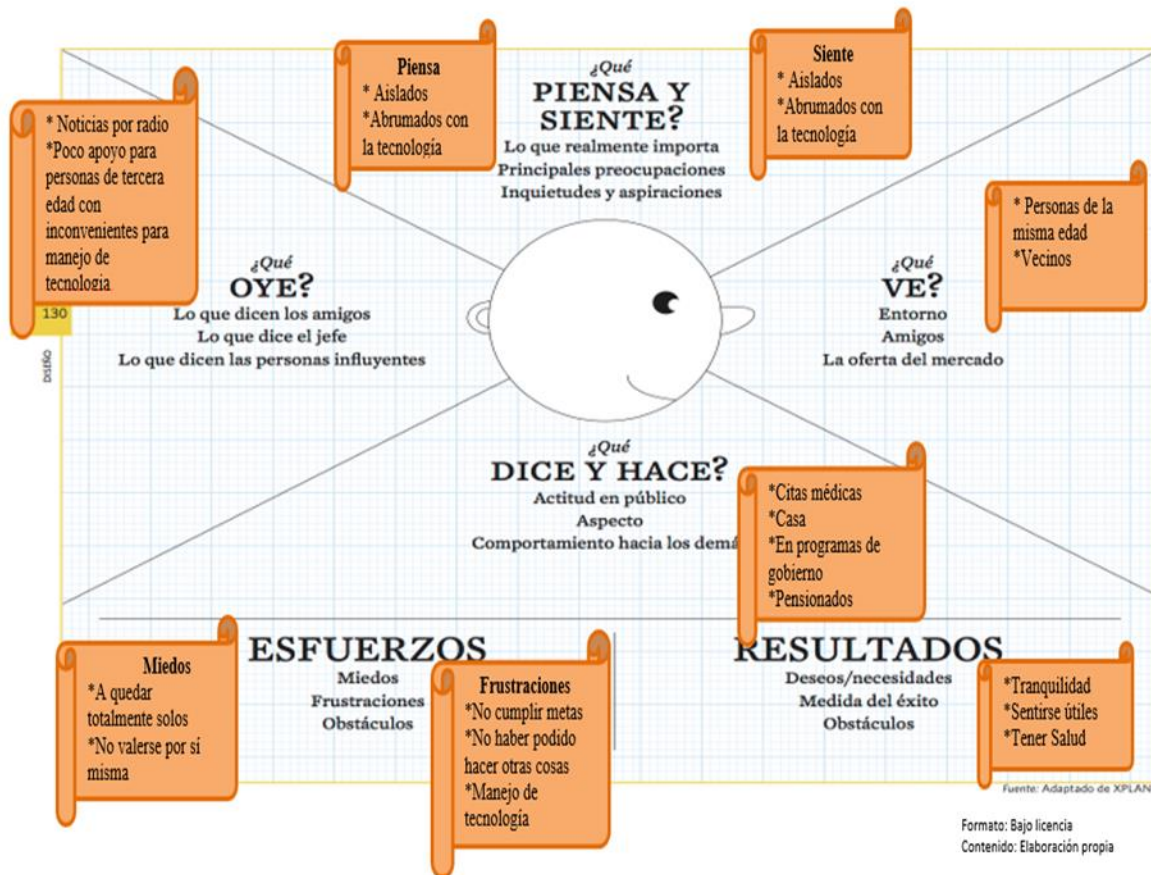 Piensa
* Aislados
*Abrumados con
la tecnología
¿Qué
PIENSA Y
SIENTE?
Lo que realmente importa
Principales preocupaciones
Inquietudes y aspiraciones
Siente
* Aislados
*Abrumados con
la tecnología
* Noticias por radio
*Poco apoyo para
personas de tercera
edad con
inconvenientes para
manejo de
tecnología
¿Qué
OYE?
Lo que dicen los amigos
Lo que dice el jefe
Lo que dicen las personas influyentes
130
DISEÑO
* Personas de la
misma edad
*Vecinos
¿Qué
VE?
Entorno
Amigos
La oferta del mercado
¿Qué
DICE Y HACE?
Actitud en público
Aspecto
Comportamiento hacia los demá
*Citas médicas
*Casa
*En programas de
gobierno
*Pensionados
ESFUERZOS
Miedos
Frustraciones
Obstáculos
Miedos
*A quedar
totalmente solos
*No valerse por sí
misma
Frustraciones
*No cumplir metas
*No haber podido
hacer otras cosas
*Manejo de
tecnología
RESULTADOS
Deseos/necesidades
Medida del éxito
Obstáculos
*Tranquilidad
*Sentirse útiles
*Tener Salud
Fuente: Adaptado de XPLAN
Formato: Bajo licencia
Contenido: Elaboración propia